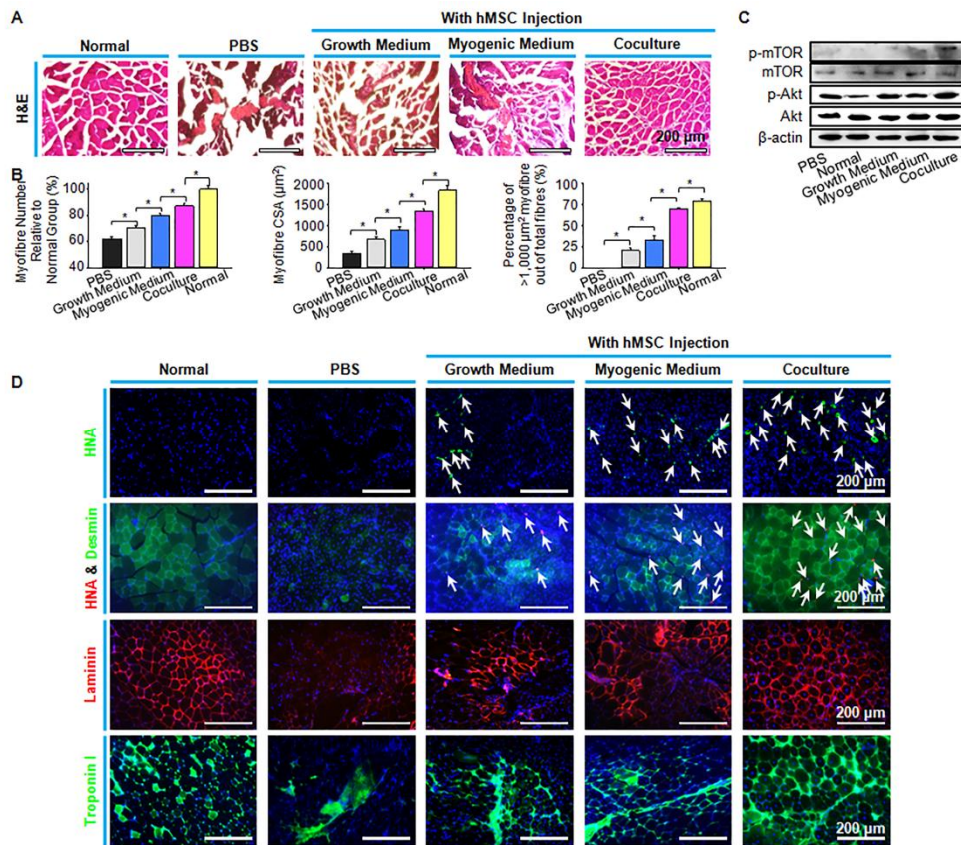 A
With hMSC Injection
Normal
PBS
Growth Medium
Myogenic Medium
Coculture
H&E
200 µm
B
Myofibre Number
Relative to
Normal Group (%)
100
80
60
40
PBS
Growth Medium
Myogenic Medium
Coculture
Normal
*
*
*
*
Myofibre CSA (µm²)
2000
1500
1000
500
0
PBS
Growth Medium
Myogenic Medium
Coculture
Normal
*
*
*
*
Percentage of
>1,000 µm² myofibre
out of total fibres (%)
100
75
50
25
0
PBS
Growth Medium
Myogenic Medium
Coculture
Normal
*
*
*
C
p-mTOR
mTOR
p-Akt
Akt
β-actin
PBS
Normal
Growth Medium
Myogenic Medium
Coculture
D
With hMSC Injection
Normal
PBS
Growth Medium
Myogenic Medium
Coculture
HNA
200 µm
HNA & Desmin
200 µm
Laminin
200 µm
Troponin I
200 µm